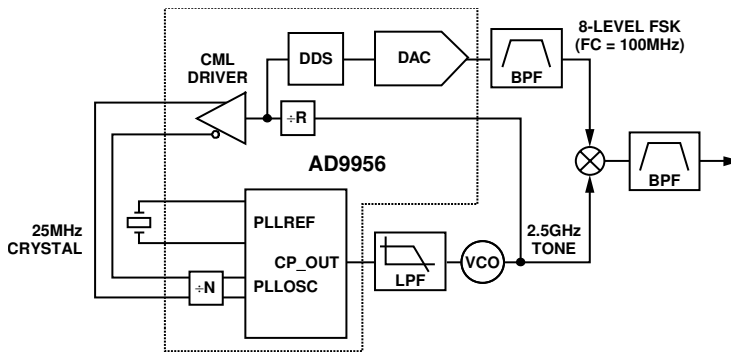 8-LEVEL FSK
(FC = 100MHz)
CML
DRIVER
DDS
DAC
BPF
÷R
AD9956
BPF
25MHz
CRYSTAL
PLLREF
CP_OUT
PLLOSC
÷N
LPF
VCO
2.5GHz
TONE